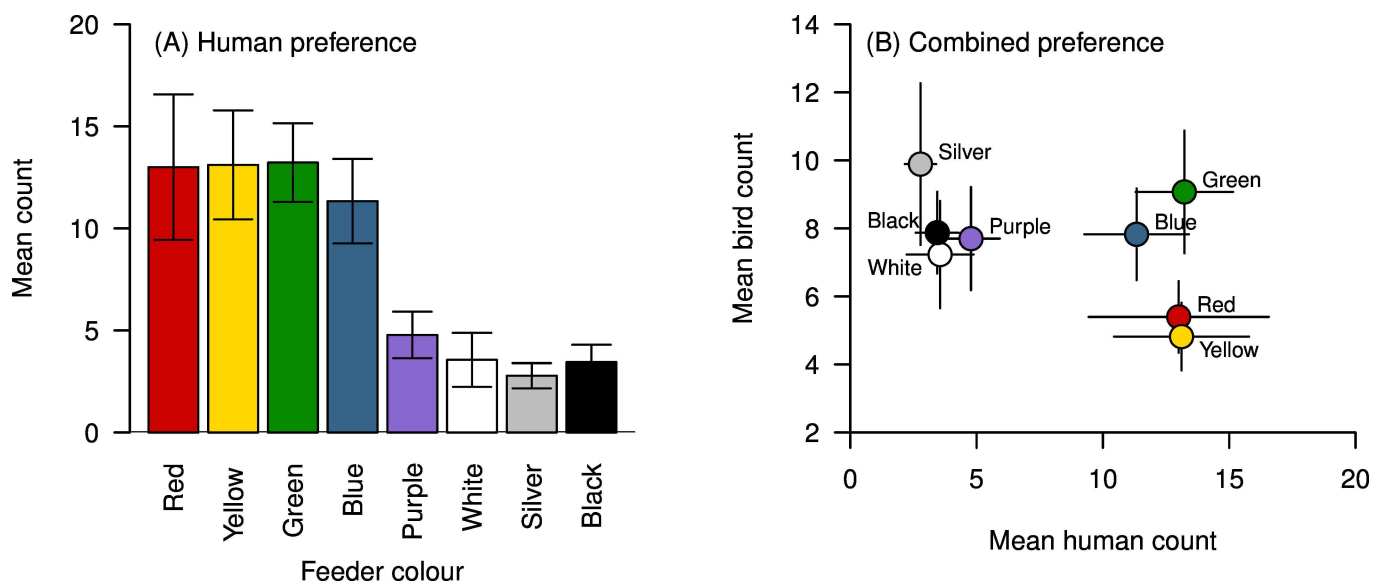 (A) Human preference
20
15
10
5
0
Mean count
Red
Yellow
Green
Blue
Purple
White
Silver
Black
Feeder colour
(B) Combined preference
14
12
10
8
6
4
2
Mean bird count
Silver
Green
Black
Purple
Blue
White
Red
Yellow
0
5
10
15
20
Mean human count